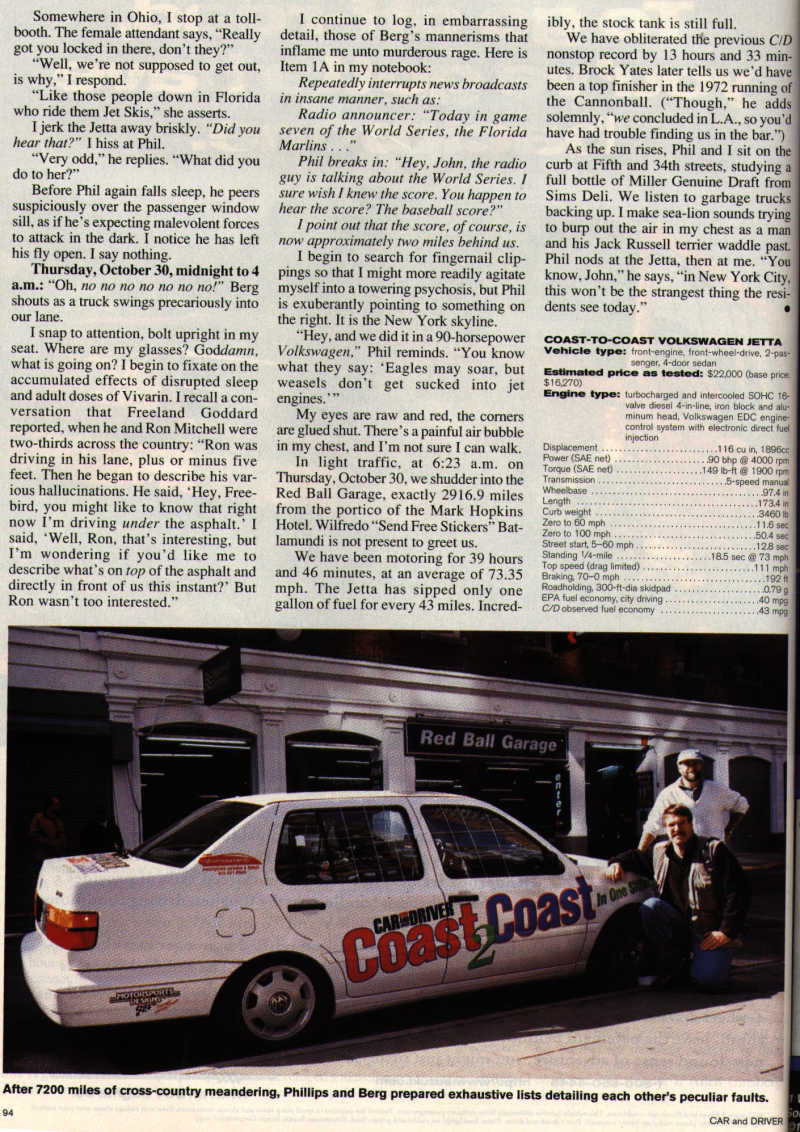 Somewhere in Ohio, I stop at a toll-
booth. The female attendant says, “Really
got you locked in there, don’t they?”
“Well, we’re not supposed to get out,
is why,” I respond.
“Like those people down in Florida
who ride them Jet Skis,” she asserts.
I jerk the Jetta away briskly. “Did you
hear that?” I hiss at Phil.
“Very odd,” he replies. “What did you
do to her?”
Before Phil again falls sleep, he peers
suspiciously over the passenger window
sill, as if he’s expecting malevolent forces
to attack in the dark. I notice he has left
his fly open. I say nothing.
Thursday, October 30, midnight to 4
a.m.: “Oh, no no no no no no!” Berg
shouts as a truck swings precariously into
our lane.
I snap to attention, bolt upright in my
seat. Where are my glasses? Goddamn,
what is going on? I begin to fixate on the
accumulated effects of disrupted sleep
and adult doses of Vivarin. I recall a con-
versation that Freeland Goddard
reported, when he and Ron Mitchell were
two-thirds across the country: “Ron was
driving in his lane, plus or minus five
feet. Then he began to describe his var-
ious hallucinations. He said, ‘Hey, Free-
bird, you might like to know that right
now I’m driving under the asphalt.’ I
said, ‘Well, Ron, that’s interesting, but
I’m wondering if you’d like me to
describe what’s on top of the asphalt and
directly in front of us this instant?’ But
Ron wasn’t too interested.”
I continue to log, in embarrassing
detail, those of Berg’s mannerisms that
inflame me unto murderous rage. Here is
Item 1A in my notebook:
Repeatedly interrupts news broadcasts
in insane manner, such as:
Radio announcer: “Today in game
seven of the World Series, the Florida
Marlins . . .”
Phil breaks in: “Hey, John, the radio
guy is talking about the World Series. I
sure wish I knew the score. You happen to
hear the score? The baseball score?”
I point out that the score, of course, is
now approximately two miles behind us.
I begin to search for fingernail clip-
pings so that I might more readily agitate
myself into a towering psychosis, but Phil
is exuberantly pointing to something on
the right. It is the New York skyline.
“Hey, and we did it in a 90-horsepower
Volkswagen,” Phil reminds. “You know
what they say: ‘Eagles may soar, but
weasels don’t get sucked into jet
engines.’”
My eyes are raw and red, the corners
are glued shut. There’s a painful air bubble
in my chest, and I’m not sure I can walk.
In light traffic, at 6:23 a.m. on
Thursday, October 30, we shudder into the
Red Ball Garage, exactly 2916.9 miles
from the portico of the Mark Hopkins
Hotel. Wilfredo “Send Free Stickers” Bat-
lamundi is not present to greet us.
We have been motoring for 39 hours
and 46 minutes, at an average of 73.35
mph. The Jetta has sipped only one
gallon of fuel for every 43 miles. Incred-
ibly, the stock tank is still full.
We have obliterated the previous C/D
nonstop record by 13 hours and 33 min-
utes. Brock Yates later tells us we’d have
been a top finisher in the 1972 running of
the Cannonball. (“Though,” he adds
solemnly, “we concluded in L.A., so you’d
have had trouble finding us in the bar.”)
As the sun rises, Phil and I sit on the
curb at Fifth and 34th streets, studying a
full bottle of Miller Genuine Draft from
Sims Deli. We listen to garbage trucks
backing up. I make sea-lion sounds trying
to burp out the air in my chest as a man
and his Jack Russell terrier waddle past.
Phil nods at the Jetta, then at me. “You
know, John,” he says, “in New York City,
this won’t be the strangest thing the resi-
dents see today.” •
COAST-TO-COAST VOLKSWAGEN JETTA
Vehicle type: front-engine, front-wheel-drive, 2-pas-
senger, 4-door sedan
Estimated price as tested: $22,000 (base price:
$16,270)
Engine type: turbocharged and intercooled SOHC 16-
valve diesel 4-in-line, iron block and alu-
minum head, Volkswagen EDC engine-
control system with electronic direct fuel
injection
Displacement ........ 116 cu in, 1896cc
Power (SAE net) ........ 90 bhp @ 4000 rpm
Torque (SAE net) ........ 149 lb-ft @ 1900 rpm
Transmission ........ 5-speed manual
Wheelbase ........ 97.4 in
Length ........ 173.4 in
Curb weight ........ 3460 lb
Zero to 60 mph ........ 11.6 sec
Zero to 100 mph ........ 50.4 sec
Street start, 5–60 mph ........ 12.8 sec
Standing 1/4-mile ........ 18.5 sec @ 73 mph
Top speed (drag limited) ........ 111 mph
Braking, 70–0 mph ........ 192 ft
Roadholding, 300-ft-dia skidpad ........ 0.79 g
EPA fuel economy, city driving ........ 40 mpg
C/D observed fuel economy ........ 43 mpg
Red Ball Garage
enter
CAR and DRIVER
Coast 2 Coast
In One
MOTORSPORTS
DESIGNS
After 7200 miles of cross-country meandering, Phillips and Berg prepared exhaustive lists detailing each other’s peculiar faults.
94
CAR and DRIVER